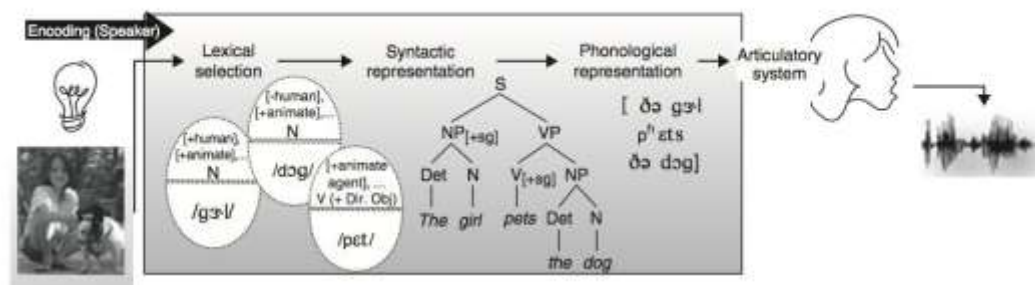 Encoding (Speaker)
Lexical
selection
Syntactic
representation
Phonological
representation
Articulatory
system
[-human],
[+animate],...
N
/dɔg/
[+human],
[+animate],..
N
/gɝl/
[+animate
agent], ...
V (+ Dir. Obj)
/pɛt/
S
NP[+sg] VP
Det N V[+sg] NP
The girl pets Det N
the dog
[ ðə gɝl
pʰɛts
ðə dɔg]